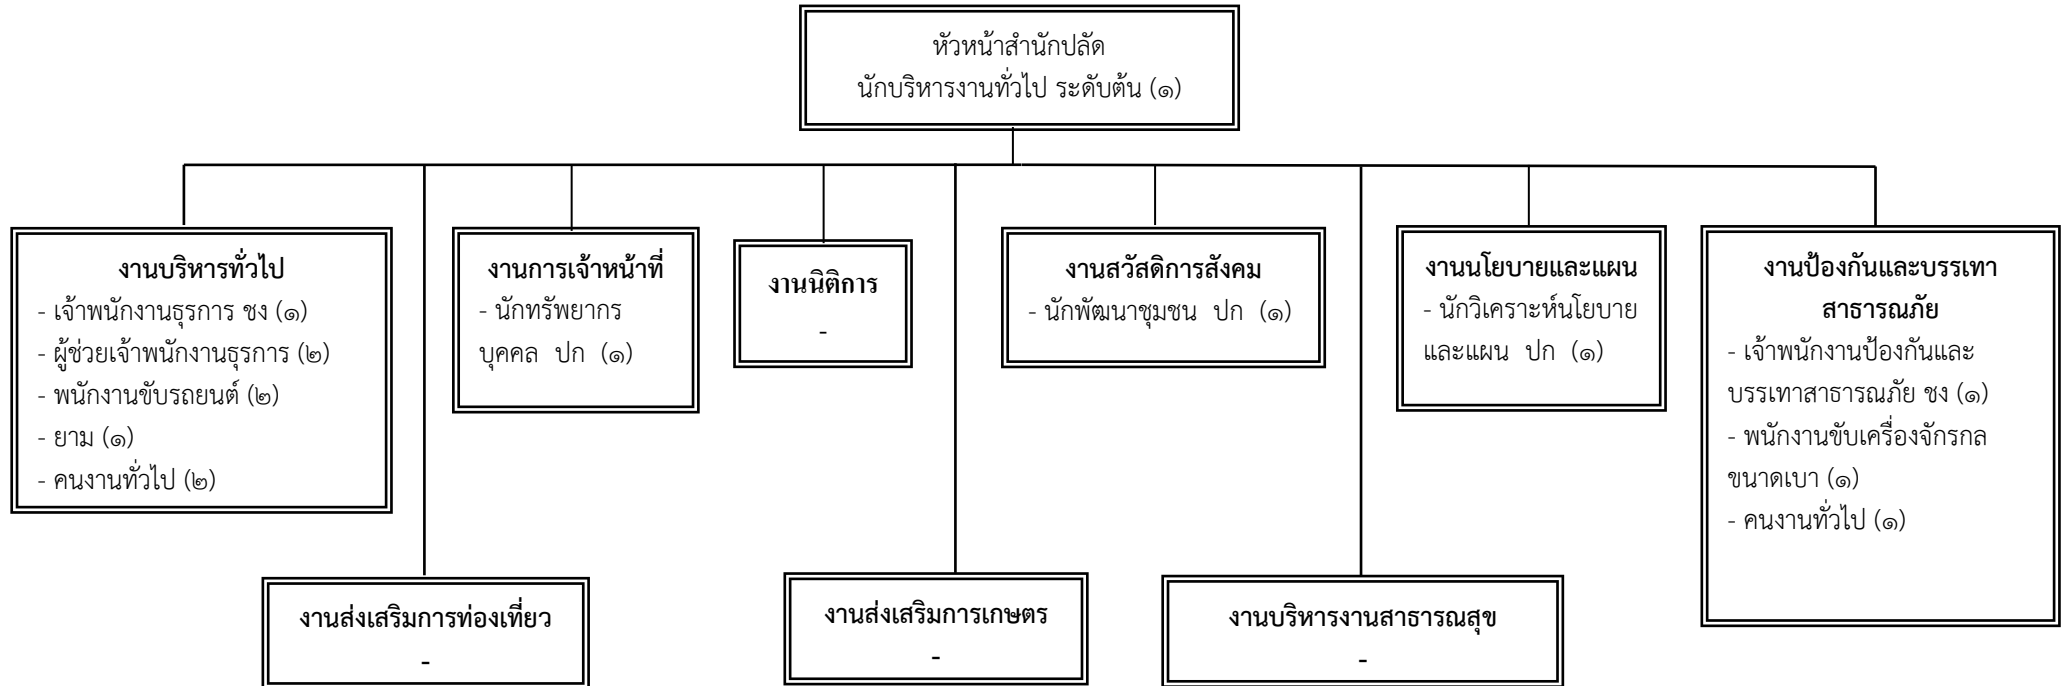 หัวหน้าสำนักปลัด
นักบริหารงานทั่วไป ระดับต้น (๑)
งานบริหารทั่วไป
- เจ้าพนักงานธุรการ ชง (๑)
- ผู้ช่วยเจ้าพนักงานธุรการ (๒)
- พนักงานขับรถยนต์ (๒)
- ยาม (๑)
- คนงานทั่วไป (๒)
งานการเจ้าหน้าที่
- นักทรัพยากร
บุคคล ปก (๑)
งานนิติการ
-
งานสวัสดิการสังคม
- นักพัฒนาชุมชน ปก (๑)
งานนโยบายและแผน
- นักวิเคราะห์นโยบาย
และแผน ปก (๑)
งานป้องกันและบรรเทา
สาธารณภัย
- เจ้าพนักงานป้องกันและ
บรรเทาสาธารณภัย ชง (๑)
- พนักงานขับเครื่องจักรกล
ขนาดเบา (๑)
- คนงานทั่วไป (๑)
งานส่งเสริมการท่องเที่ยว
-
งานส่งเสริมการเกษตร
-
งานบริหารงานสาธารณสุข
-